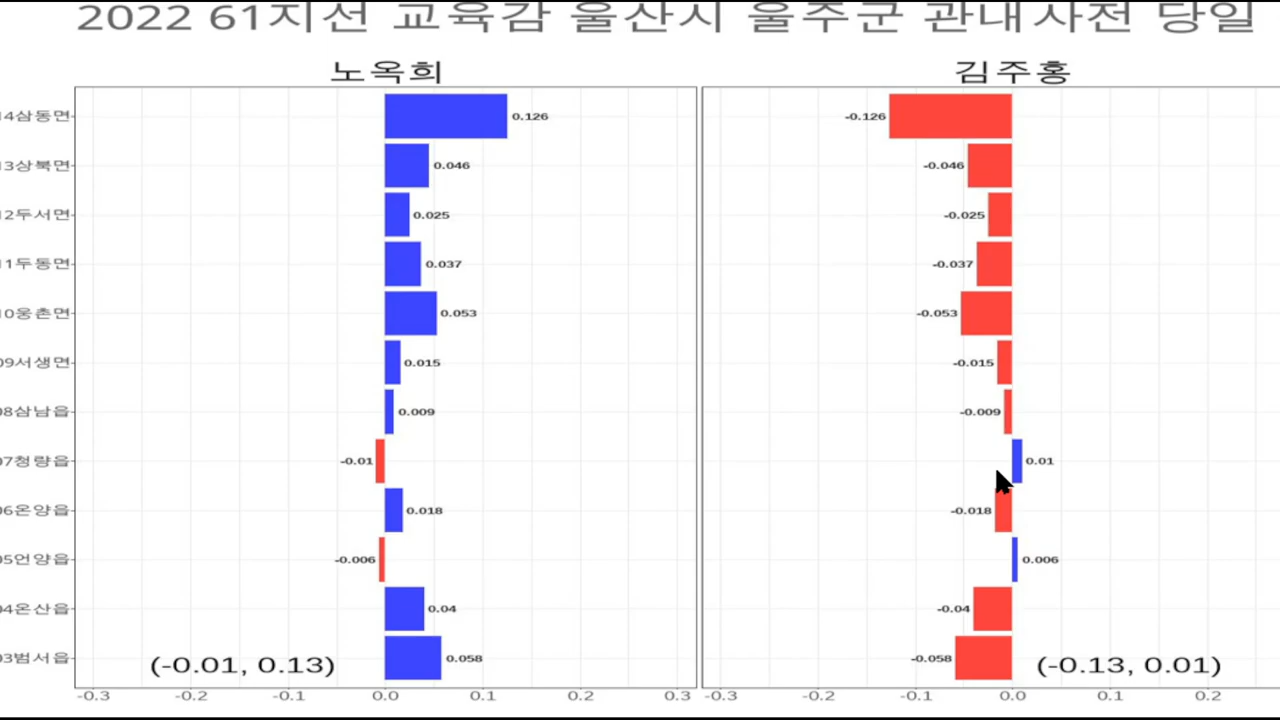 2022 61지선 교육감 울산시 울주군 관내사전 당일
노옥희 김주홍
14삼동면 0.126 -0.126
13상북면 0.046 -0.046
12두서면 0.025 -0.025
11두동면 0.037 -0.037
10웅촌면 0.053 -0.053
09서생면 0.015 -0.015
08삼남읍 0.009 -0.009
07청량읍 -0.01 0.01
06온양읍 0.018 -0.018
05언양읍 -0.006 0.006
04온산읍 0.04 -0.04
03범서읍 0.058 -0.058
(-0.01, 0.13) (-0.13, 0.01)
-0.3 -0.2 -0.1 0.0 0.1 0.2 0.3 -0.3 -0.2 -0.1 0.0 0.1 0.2